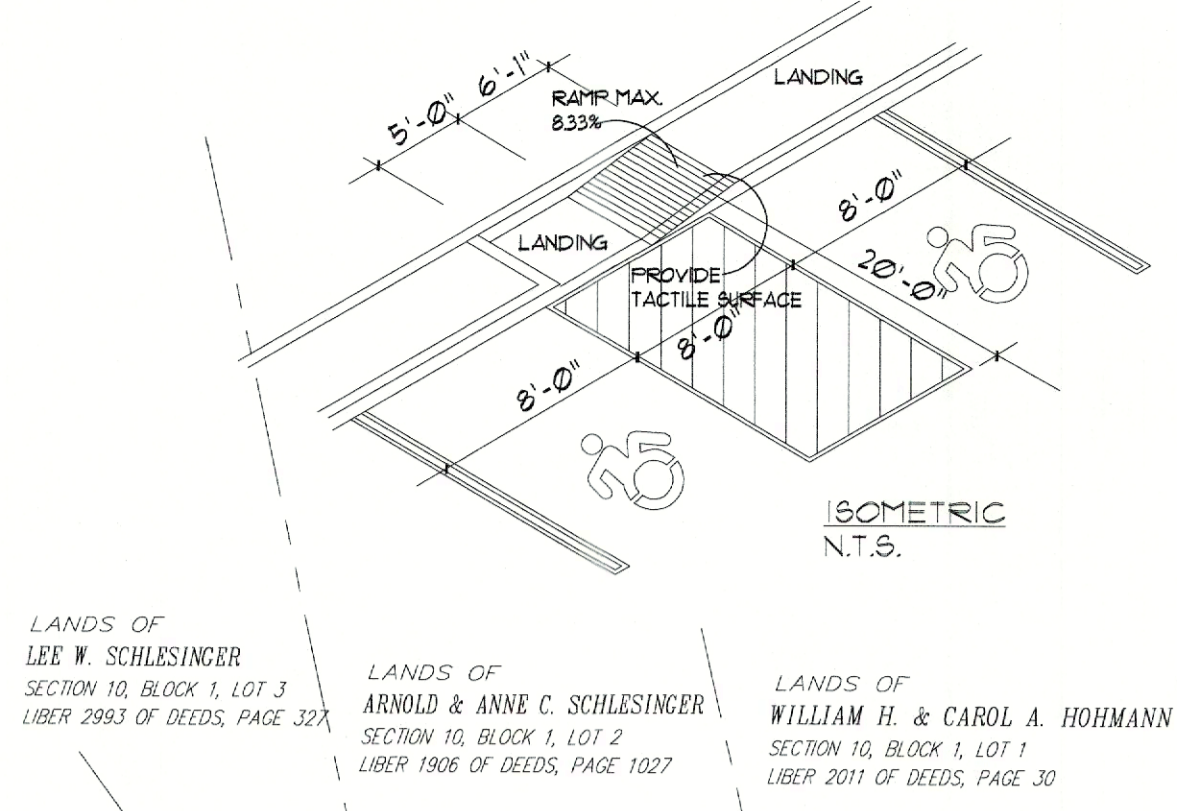 LANDING
6'-1"
5'-0"
RAMP MAX.
8.33%
8'-0"
LANDING
20'-0"
PROVIDE
TACTILE SURFACE
8'-0"
8'-0"
ISOMETRIC
N.T.S.
LANDS OF
LEE W. SCHLESINGER
SECTION 10, BLOCK 1, LOT 3
LIBER 2993 OF DEEDS, PAGE 327
LANDS OF
ARNOLD & ANNE C. SCHLESINGER
SECTION 10, BLOCK 1, LOT 2
LIBER 1906 OF DEEDS, PAGE 1027
LANDS OF
WILLIAM H. & CAROL A. HOHMANN
SECTION 10, BLOCK 1, LOT 1
LIBER 2011 OF DEEDS, PAGE 30